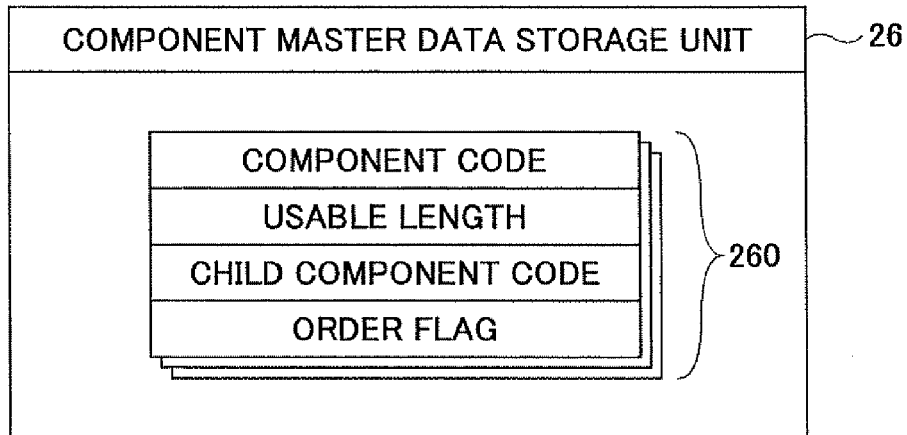 COMPONENT MASTER DATA STORAGE UNIT 26
COMPONENT CODE
USABLE LENGTH
CHILD COMPONENT CODE
260
ORDER FLAG